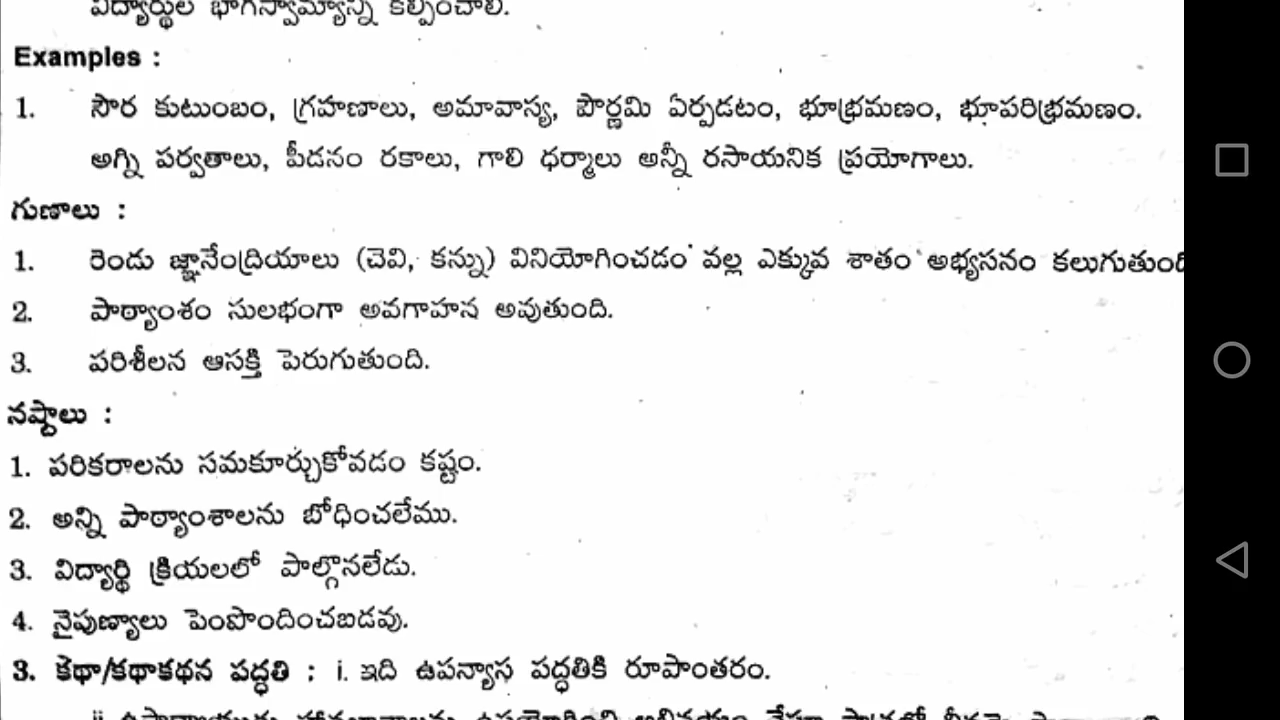 విద్యార్థుల భాగస్వామ్యాన్ని కల్పించాలి.
Examples :
1. సౌర కుటుంబం, గ్రహణాలు, అమావాస్య, పౌర్ణమి ఏర్పడటం, భూభ్రమణం, భూపరిభ్రమణం.
అగ్ని పర్వతాలు, పీడనం రకాలు, గాలి ధర్మాలు అన్నీ రసాయనిక ప్రయోగాలు.
గుణాలు :
1. రెండు జ్ఞానేంద్రియాలు (చెవి, కన్ను) వినియోగించడం వల్ల ఎక్కువ శాతం అభ్యసనం కలుగుతుంది
2. పాఠ్యాంశం సులభంగా అవగాహన అవుతుంది.
3. పరిశీలన ఆసక్తి పెరుగుతుంది.
నష్టాలు :
1. పరికరాలను సమకూర్చుకోవడం కష్టం.
2. అన్ని పాఠ్యాంశాలను బోధించలేము.
3. విద్యార్థి క్రియలలో పాల్గొనలేడు.
4. నైపుణ్యాలు పెంపొందించబడవు.
3. కథా/కథాకథన పద్ధతి : i. ఇది ఉపన్యాస పద్ధతికి రూపాంతరం.